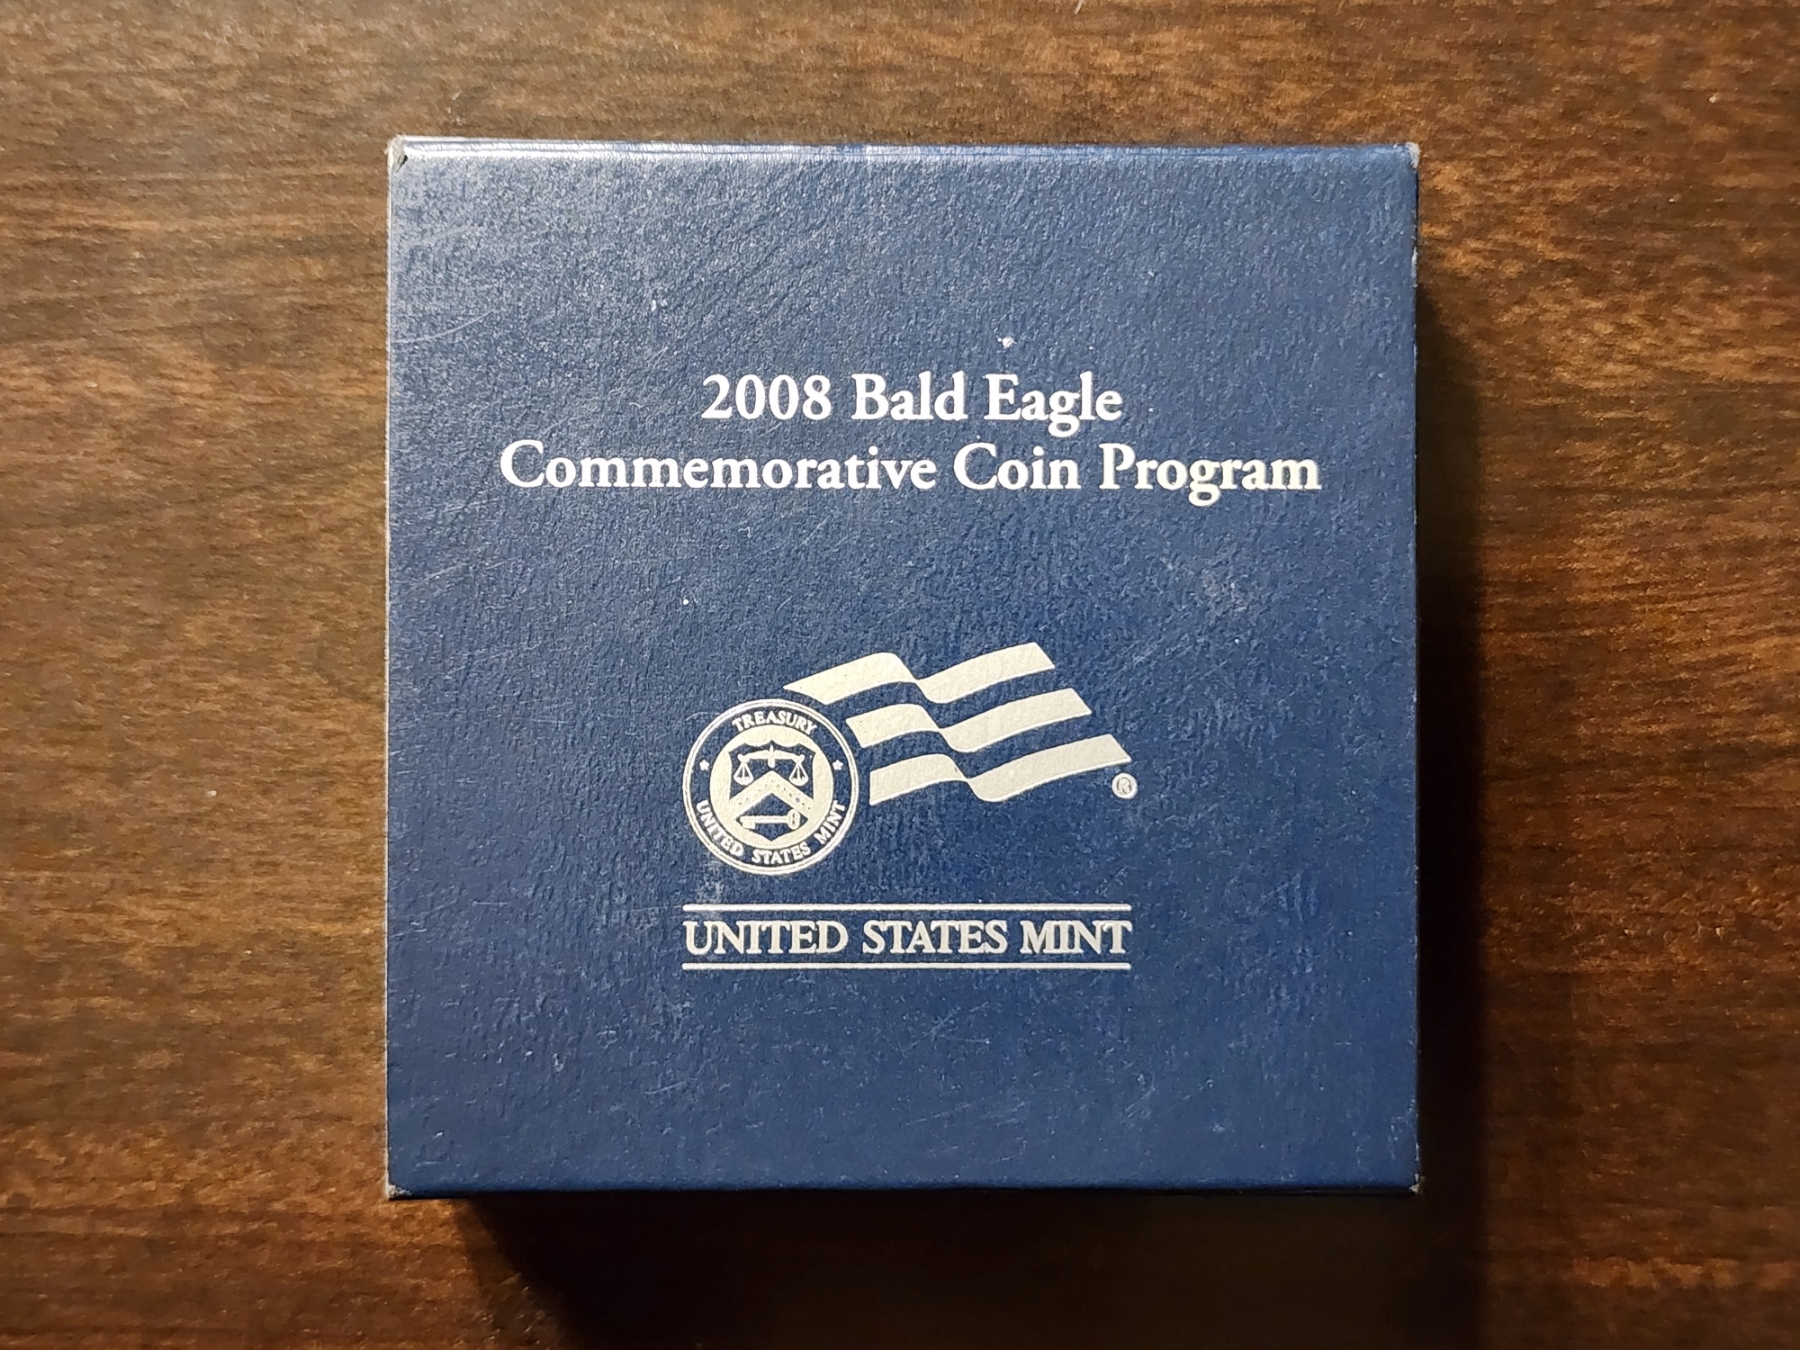 2008 Bald Eagle
Commemorative Coin Program
TREASURY
UNITED STATES MINT
®
UNITED STATES MINT